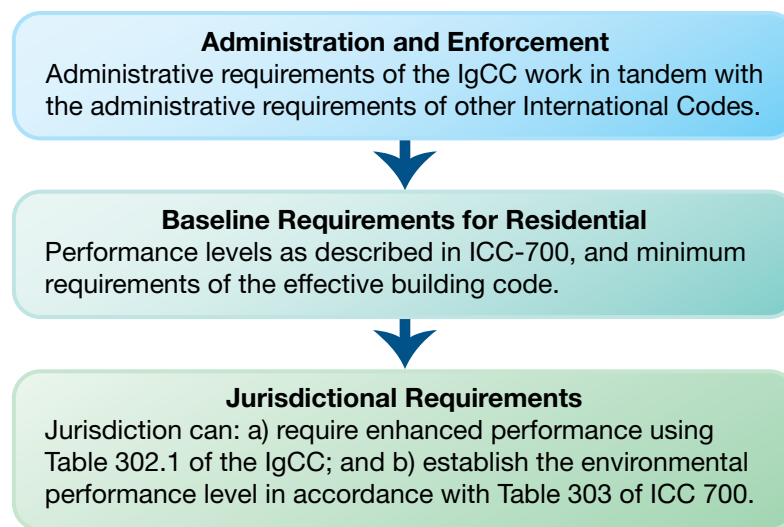 Administration and Enforcement
Administrative requirements of the IgCC work in tandem with
the administrative requirements of other International Codes.
Baseline Requirements for Residential
Performance levels as described in ICC-700, and minimum
requirements of the effective building code.
Jurisdictional Requirements
Jurisdiction can: a) require enhanced performance using
Table 302.1 of the IgCC; and b) establish the environmental
performance level in accordance with Table 303 of ICC 700.